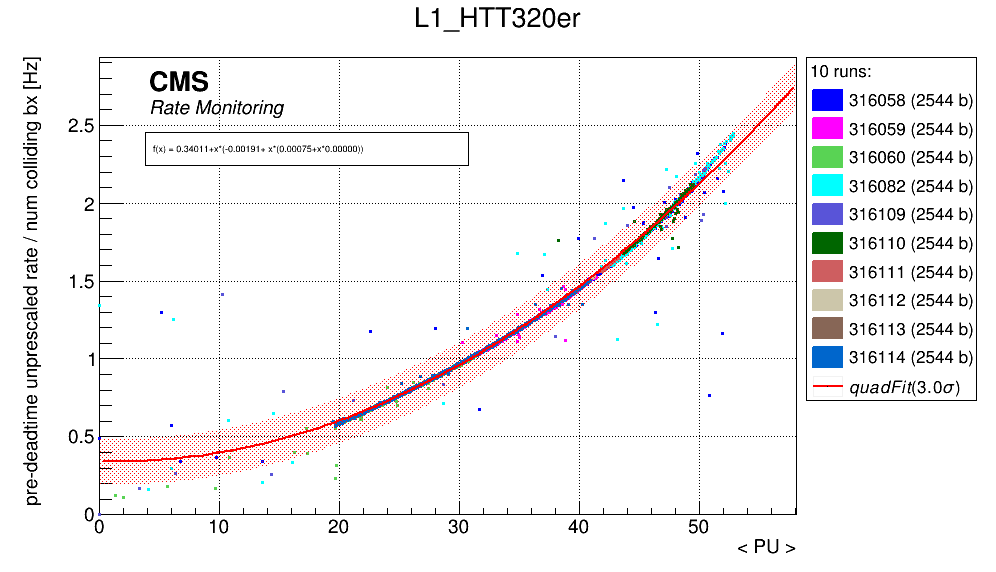 L1_HTT320er
pre-deadtime unprescaled rate / num colliding bx [Hz]
CMS
Rate Monitoring
f(x) = 0.34011+x*(-0.00191+ x*(0.00075+x*0.00000))
2.5
2
1.5
1
0.5
0
0 10 20 30 40 50
< PU >
10 runs:
316058 (2544 b)
316059 (2544 b)
316060 (2544 b)
316082 (2544 b)
316109 (2544 b)
316110 (2544 b)
316111 (2544 b)
316112 (2544 b)
316113 (2544 b)
316114 (2544 b)
quadFit(3.0σ)